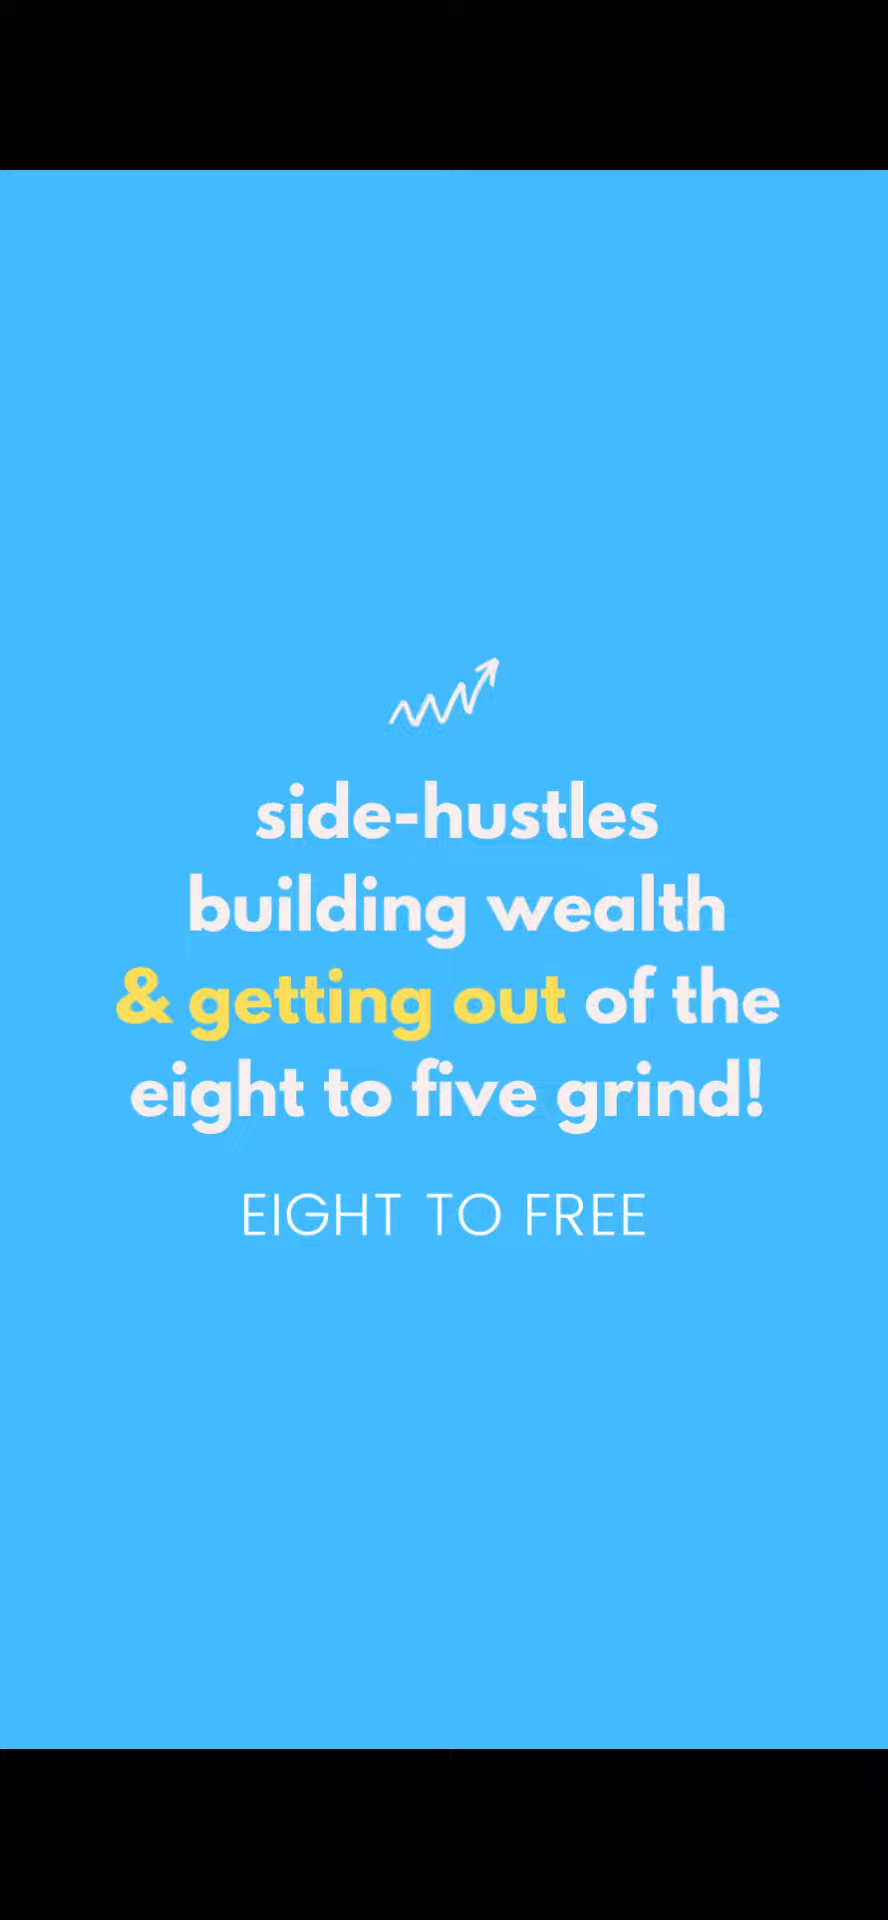 side-hustles
building wealth
& getting out of the
eight to five grind!
EIGHT TO FREE